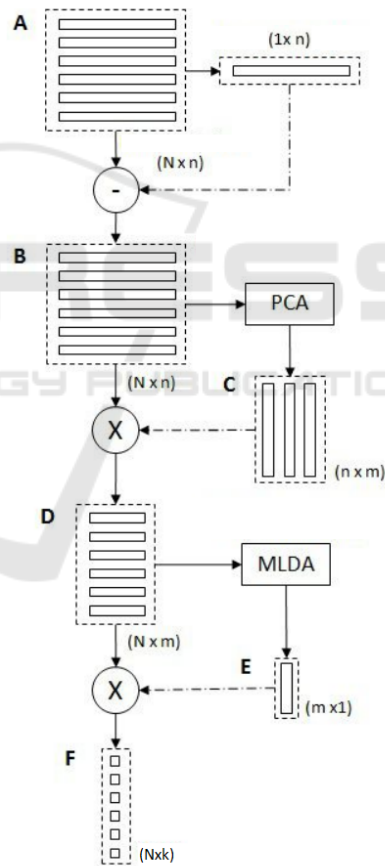 A
(1x n)
(N x n)
-
B
PCA
(N x n)
C
X
(n x m)
D
MLDA
(N x m)
E
X
(m x1)
F
(Nxk)